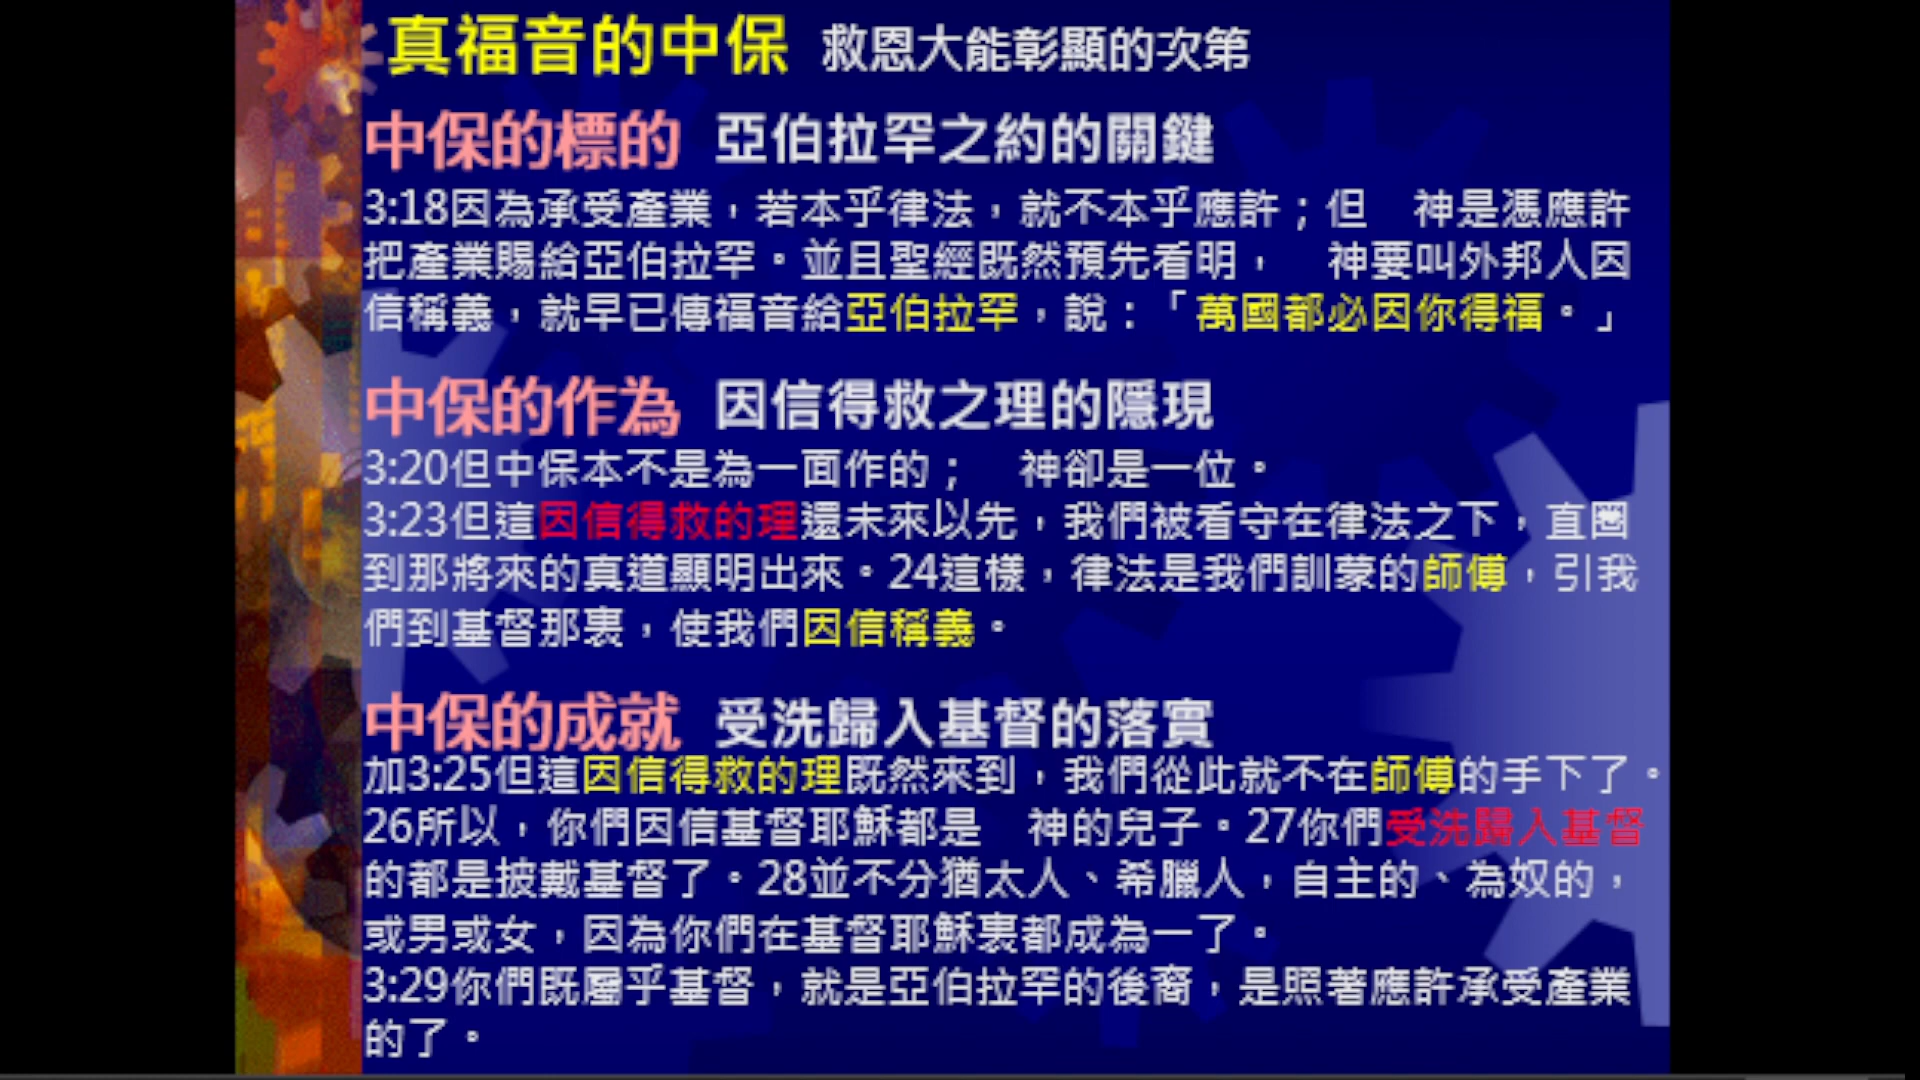 真福音的中保 救恩大能彰顯的次第
中保的標的 亞伯拉罕之約的關鍵
3:18因為承受產業，若本乎律法，就不本乎應許；但　神是憑應許
把產業賜給亞伯拉罕。並且聖經既然預先看明，　神要叫外邦人因
信稱義，就早已傳福音給亞伯拉罕，說：「萬國都必因你得福。」
中保的作為 因信得救之理的隱現
3:20但中保本不是為一面作的；　神卻是一位。
3:23但這因信得救的理還未來以先，我們被看守在律法之下，直圈
到那將來的真道顯明出來。24這樣，律法是我們訓蒙的師傅，引我
們到基督那裏，使我們因信稱義。
中保的成就 受洗歸入基督的落實
加3:25但這因信得救的理既然來到，我們從此就不在師傅的手下了。
26所以，你們因信基督耶穌都是　神的兒子。27你們受洗歸入基督
的都是披戴基督了。28並不分猶太人、希臘人，自主的、為奴的，
或男或女，因為你們在基督耶穌裏都成為一了。
3:29你們既屬乎基督，就是亞伯拉罕的後裔，是照著應許承受產業
的了。